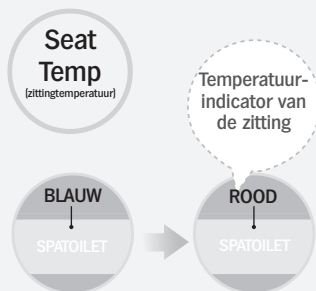 Seat
Temp
(zittingtemperatuur)
Temperatuur-
indicator van
de zitting
BLAUW
SPATOILET
ROOD
SPATOILET